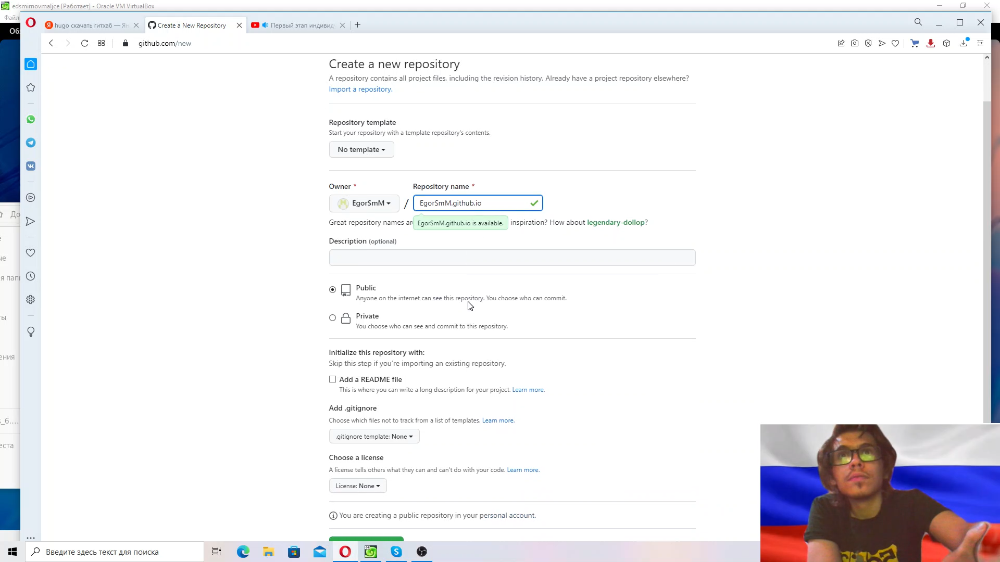 edsmirnovmaljce [Работает] - Oracle VM VirtualBox
Файл
hugo скачать гитхаб — Ян
Create a New Repository
Первый этап индивид
github.com/new
Create a new repository
A repository contains all project files, including the revision history. Already have a project repository elsewhere?
Import a repository.
Repository template
Start your repository with a template repository's contents.
No template
Owner *
Repository name *
EgorSmM
/
EgorSmM.github.io
Great repository names ar
EgorSmM.github.io is available.
inspiration? How about legendary-dollop?
Description (optional)
Public
Anyone on the internet can see this repository. You choose who can commit.
Private
You choose who can see and commit to this repository.
Initialize this repository with:
Skip this step if you're importing an existing repository.
Add a README file
This is where you can write a long description for your project. Learn more.
Add .gitignore
Choose which files not to track from a list of templates. Learn more.
.gitignore template: None
Choose a license
A license tells others what they can and can't do with your code. Learn more.
License: None
You are creating a public repository in your personal account.
Введите здесь текст для поиска